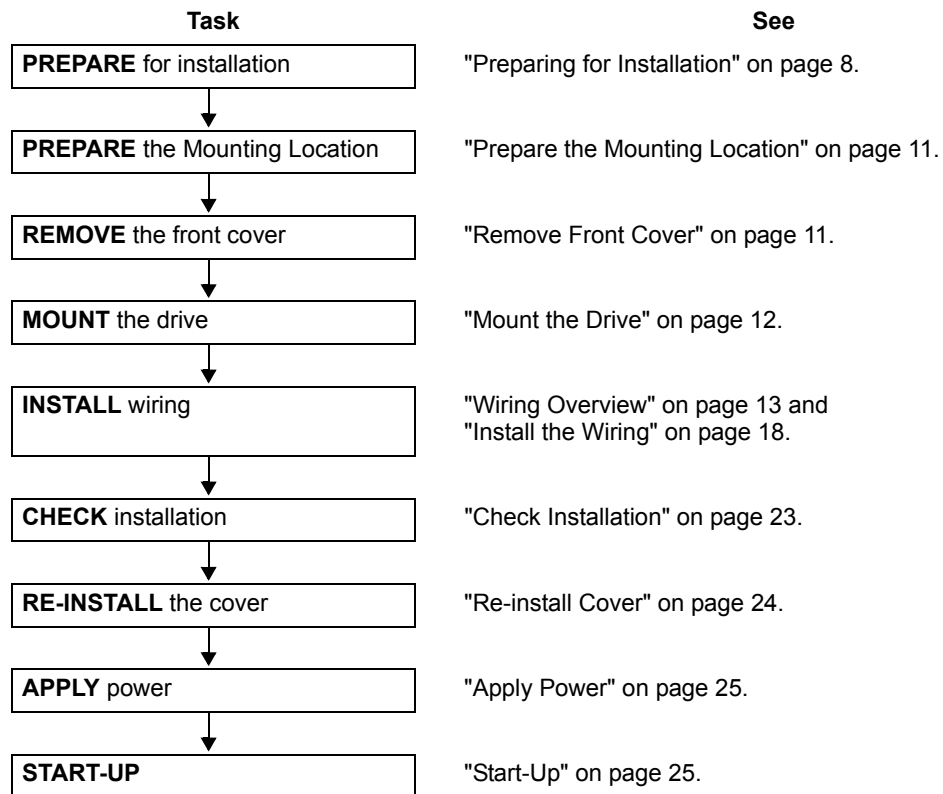 Task See
PREPARE for installation "Preparing for Installation" on page 8.
PREPARE the Mounting Location "Prepare the Mounting Location" on page 11.
REMOVE the front cover "Remove Front Cover" on page 11.
MOUNT the drive "Mount the Drive" on page 12.
INSTALL wiring "Wiring Overview" on page 13 and
"Install the Wiring" on page 18.
CHECK installation "Check Installation" on page 23.
RE-INSTALL the cover "Re-install Cover" on page 24.
APPLY power "Apply Power" on page 25.
START-UP "Start-Up" on page 25.